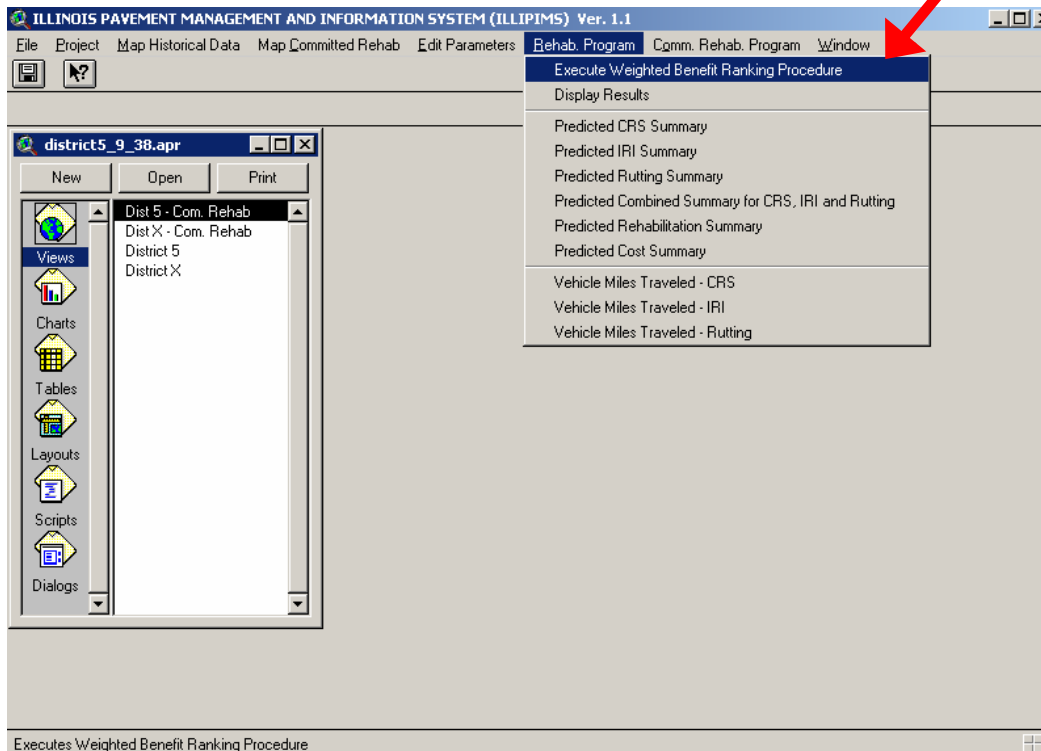 ILLINOIS PAVEMENT MANAGEMENT AND INFORMATION SYSTEM (ILLIPIMS) Ver. 1.1
File Project Map Historical Data Map Committed Rehab Edit Parameters Rehab. Program Comm. Rehab. Program Window
Execute Weighted Benefit Ranking Procedure
Display Results
Predicted CRS Summary
Predicted IRI Summary
Predicted Rutting Summary
Predicted Combined Summary for CRS, IRI and Rutting
Predicted Rehabilitation Summary
Predicted Cost Summary
Vehicle Miles Traveled - CRS
Vehicle Miles Traveled - IRI
Vehicle Miles Traveled - Rutting
district5_9_38.apr
New Open Print
Views
Charts
Tables
Layouts
Scripts
Dialogs
Dist 5 - Com. Rehab
Dist X - Com. Rehab
District 5
District X
Executes Weighted Benefit Ranking Procedure